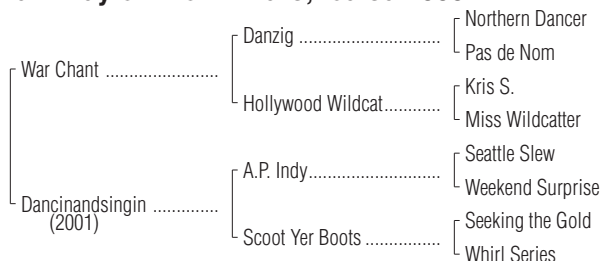 Northern Dancer
Danzig ................................
Pas de Nom
War Chant ..........................
Kris S.
Hollywood Wildcat.............
Miss Wildcatter
Seattle Slew
A.P. Indy..............................
Weekend Surprise
Dancinandsingin ...............
(2001)
Seeking the Gold
Scoot Yer Boots .................
Whirl Series